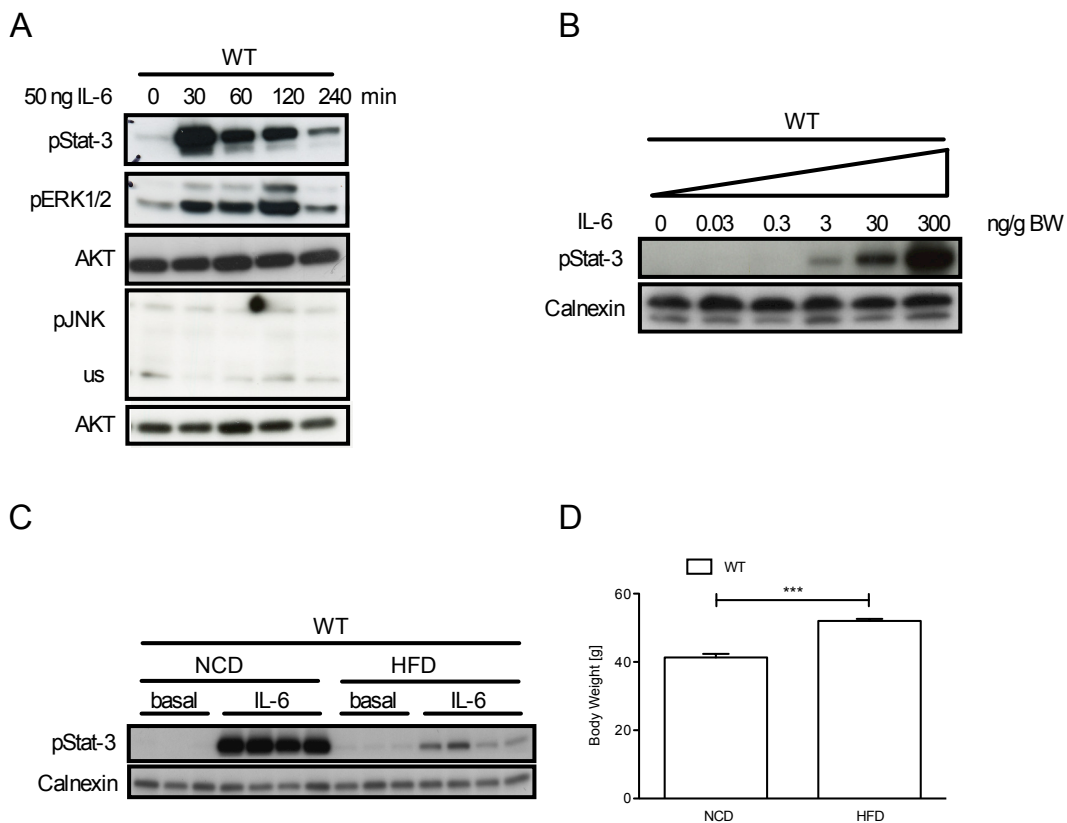 A
WT
50 ng IL-6 0 30 60 120 240 min
pStat-3
pERK1/2
AKT
pJNK
us
AKT
B
WT
IL-6 0 0.03 0.3 3 30 300 ng/g BW
pStat-3
Calnexin
C
WT
NCD HFD
basal IL-6 basal IL-6
pStat-3
Calnexin
D
WT
***
60
40
20
0
Body Weight [g]
NCD HFD